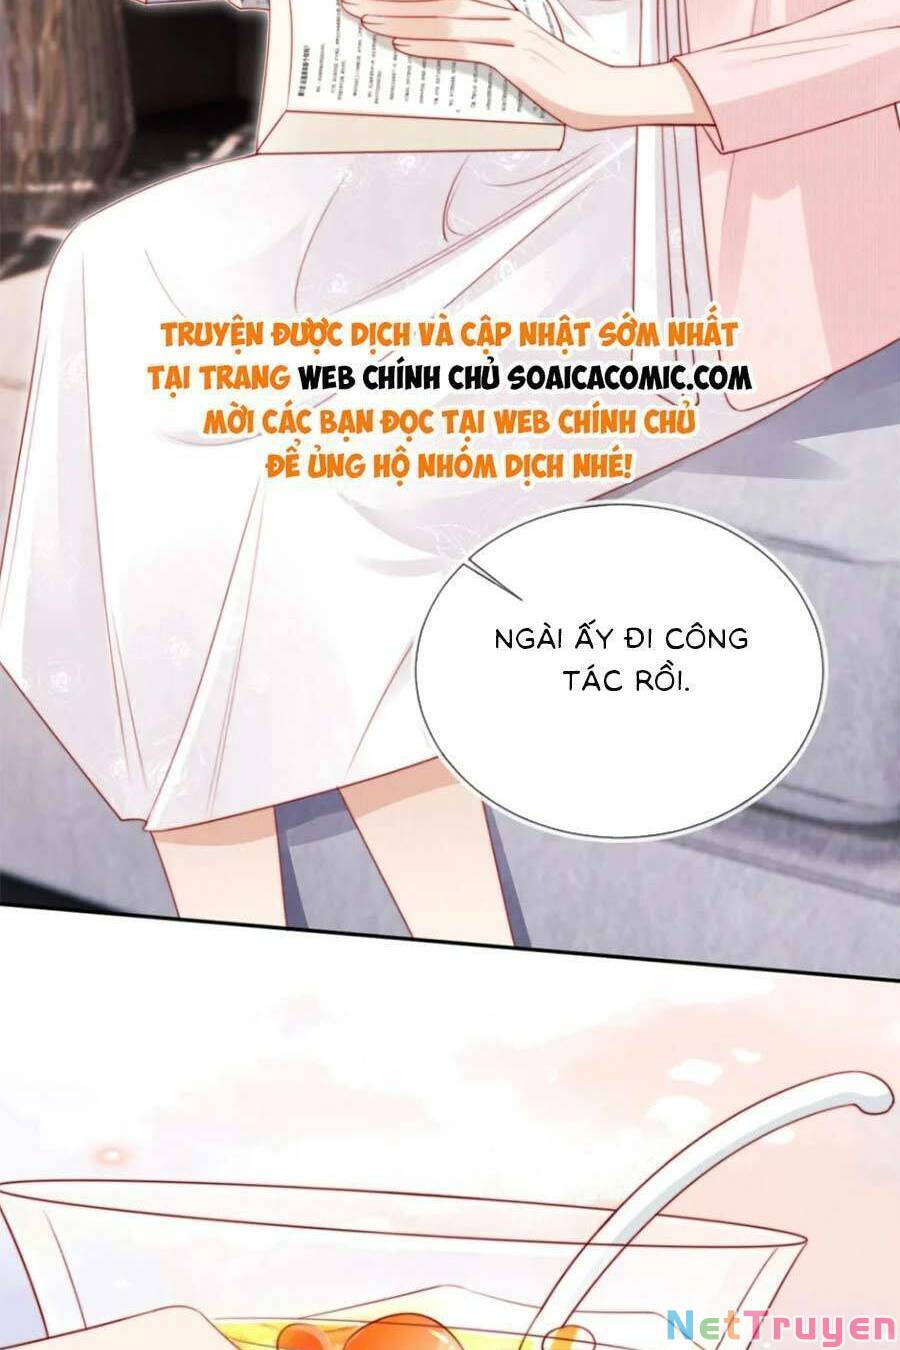 TRUYỆN ĐƯỢC DỊCH VÀ CẬP NHẬT SỚM NHẤT
TẠI TRANG WEB CHÍNH CHỦ SOAICACOMIC.COM
MỜI CÁC BẠN ĐỌC TẠI WEB CHÍNH CHỦ
ĐỂ ỦNG HỘ NHÓM DỊCH NHÉ!
NGÀI ẤY ĐI CÔNG
TÁC RỒI.
NetTruyen